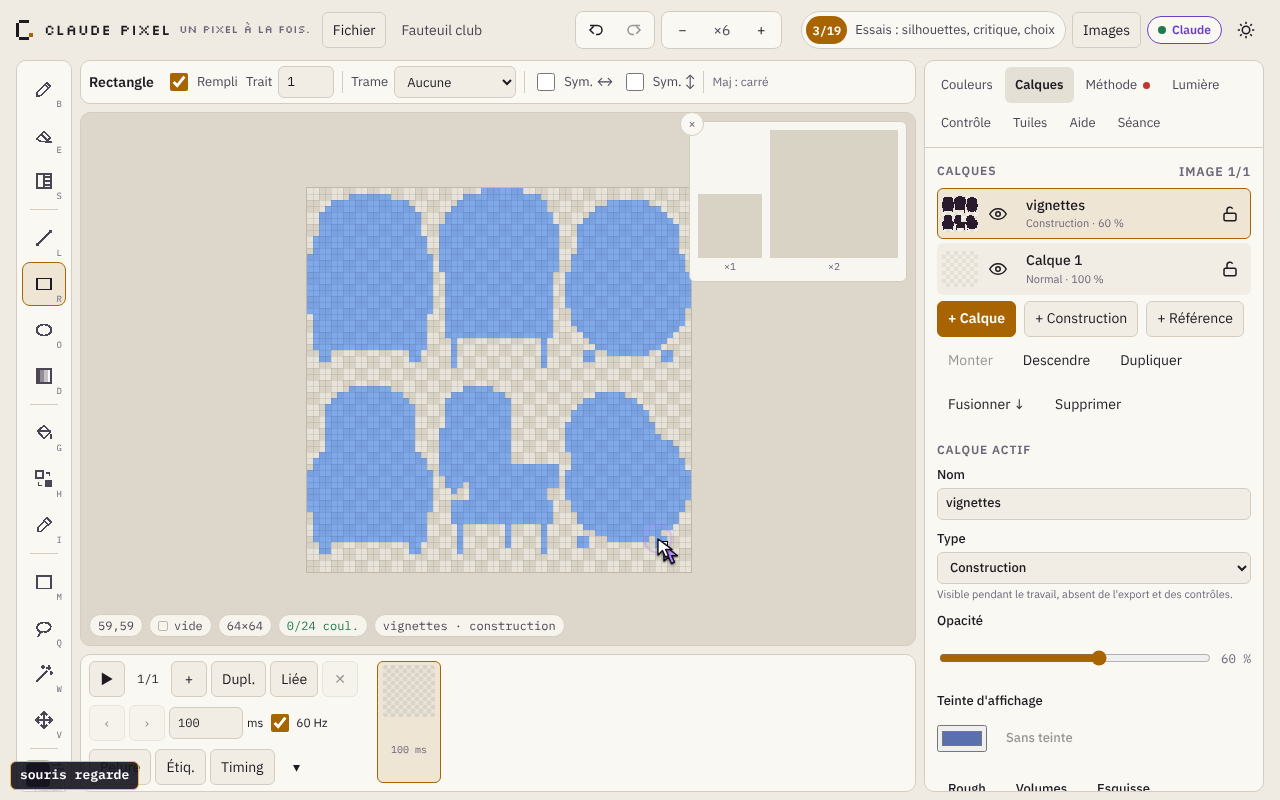 CLAUDE PIXEL UN PIXEL À LA FOIS. Fichier Fauteuil club − ×6 + 3/19 Essais : silhouettes, critique, choix Images Claude
Rectangle Rempli Trait 1 Trame Aucune Sym. ↔ Sym. ↕ Maj : carré
B
E
S
L
R
O
D
G
H
I
M
Q
W
V
×
×1 ×2
59,59 vide 64×64 0/24 coul. vignettes · construction
1/1 + Dupl. Liée ×
‹ › 100 ms 60 Hz
Étiq. Timing ▼
100 ms
souris regarde
Couleurs Calques Méthode Lumière
Contrôle Tuiles Aide Séance
CALQUES IMAGE 1/1
vignettes
Construction · 60 %
Calque 1
Normal · 100 %
+ Calque + Construction + Référence
Monter Descendre Dupliquer
Fusionner ↓ Supprimer
CALQUE ACTIF
Nom
vignettes
Type
Construction
Visible pendant le travail, absent de l'export et des contrôles.
Opacité
60 %
Teinte d'affichage
Sans teinte
Rough Volumes Esquisse